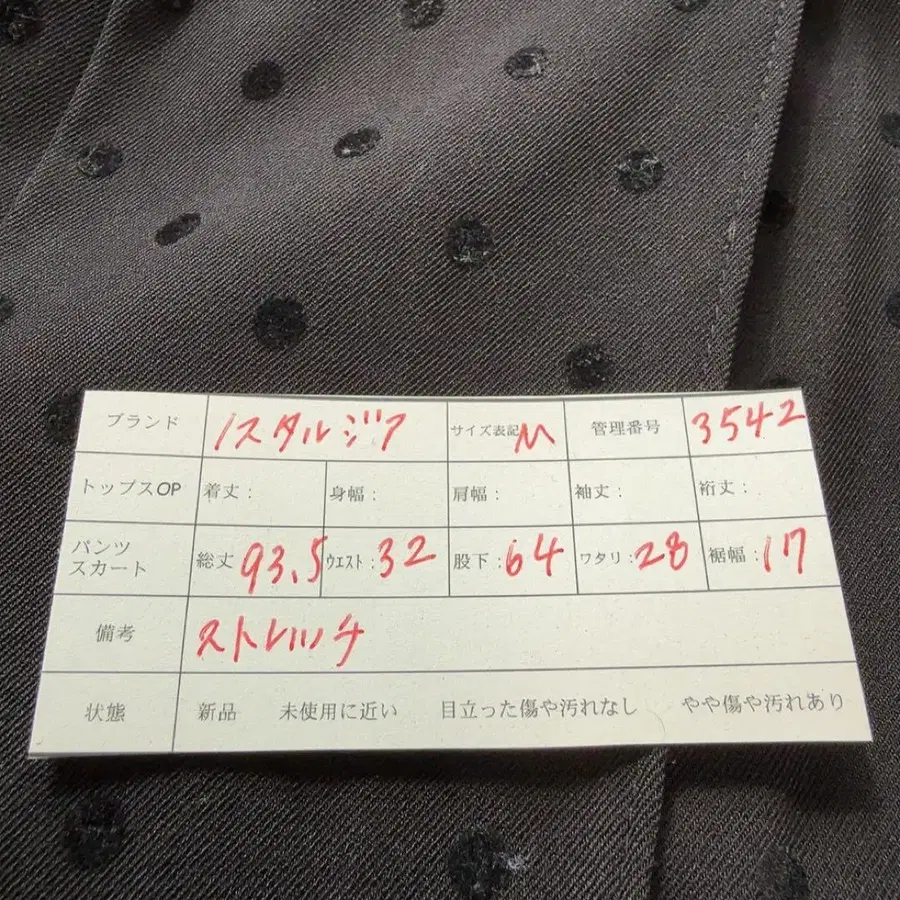 ブランド ノスタルジア サイズ表記 M 管理番号 3542
トップスOP 着丈: 身幅: 肩幅: 袖丈: 裄丈:
パンツ
スカート 総丈 93.5 ウエスト: 32 股下: 64 ワタリ: 28 裾幅: 17
備考 ストレッチ
状態 新品 未使用に近い 目立った傷や汚れなし やや傷や汚れあり